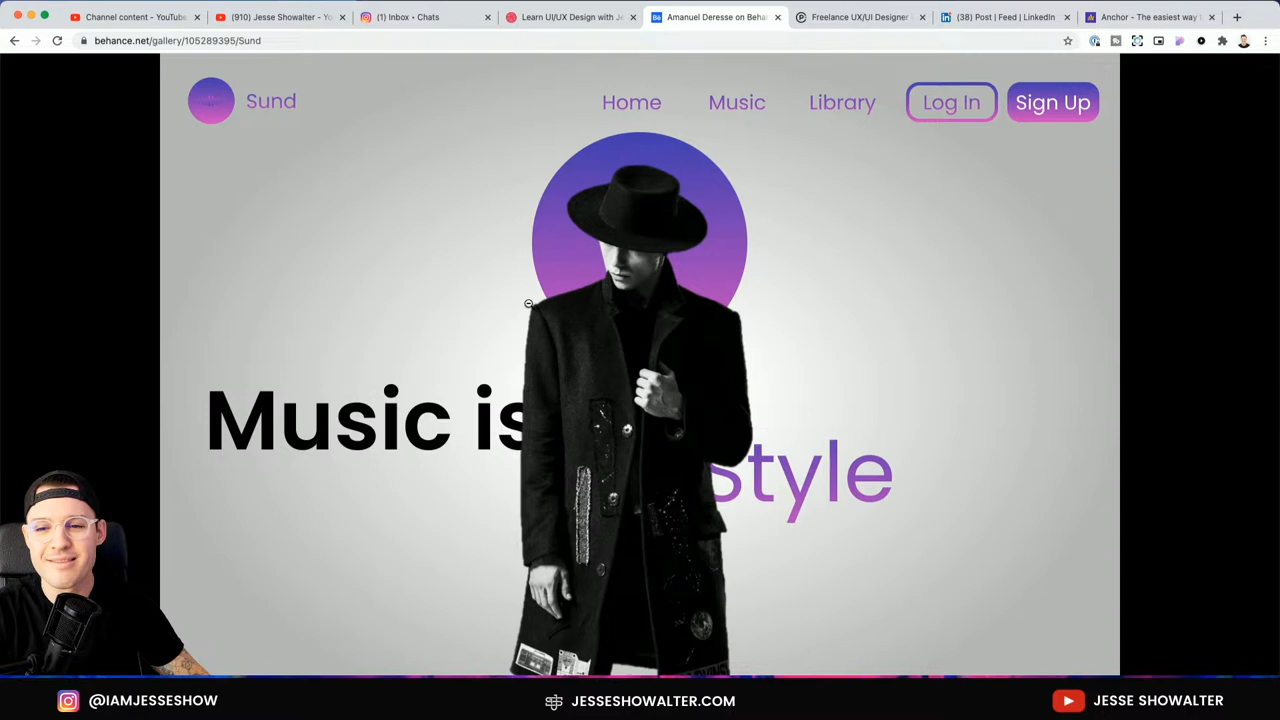 Channel content - YouTube
(910) Jesse Showalter - Yo
(1) Inbox • Chats
Learn UI/UX Design with Je
Amanuel Deresse on Behan
Freelance UX/UI Designer
(38) Post | Feed | LinkedIn
Anchor - The easiest way t
behance.net/gallery/105289395/Sund
Sund
Home
Music
Library
Log In
Sign Up
Music is
Style
@IAMJESSESHOW
JESSESHOWALTER.COM
JESSE SHOWALTER